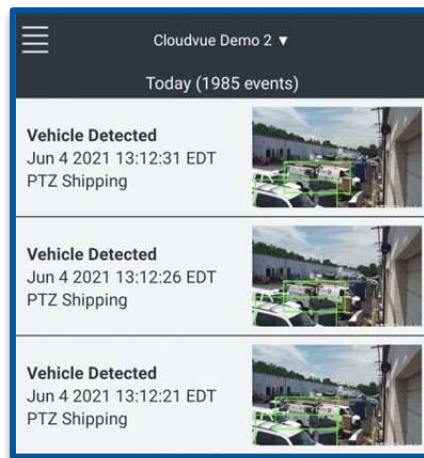 Cloudvue Demo 2 ▼
Today (1985 events)
Vehicle Detected
Jun 4 2021 13:12:31 EDT
PTZ Shipping
Vehicle Detected
Jun 4 2021 13:12:26 EDT
PTZ Shipping
Vehicle Detected
Jun 4 2021 13:12:21 EDT
PTZ Shipping